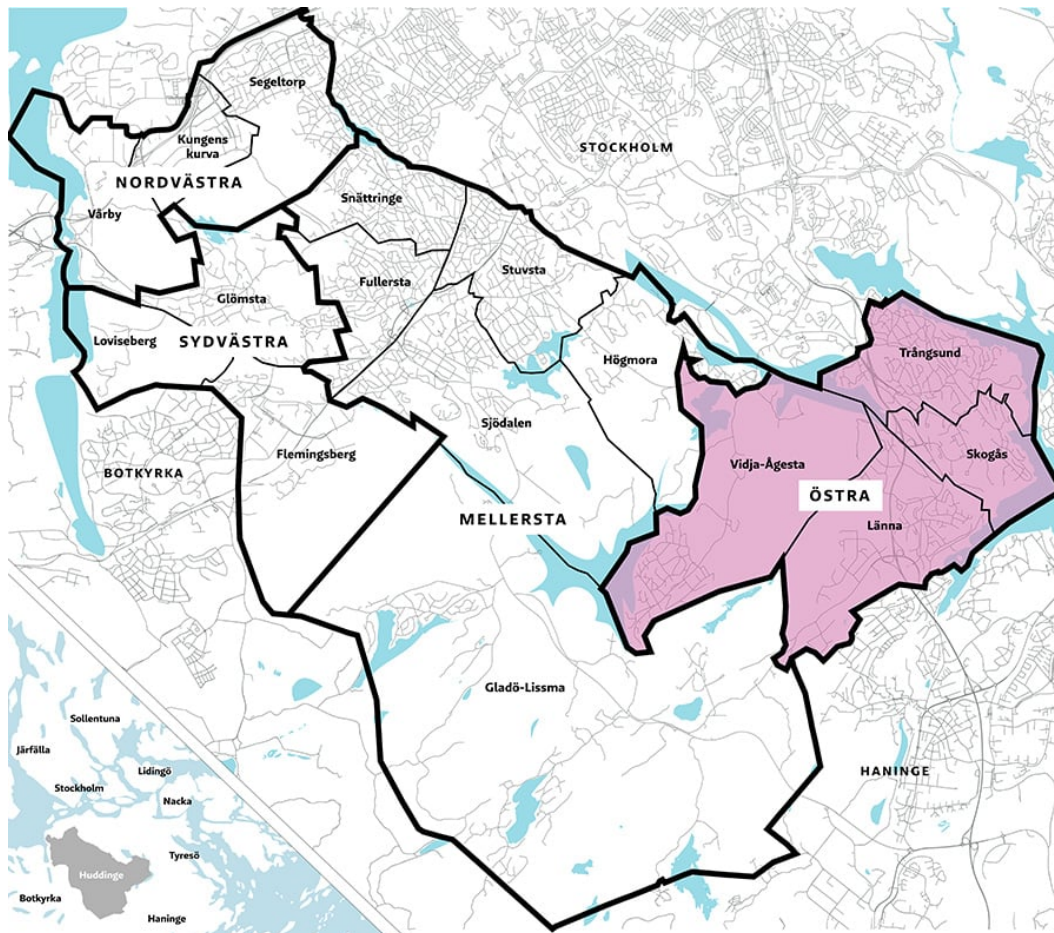 Segeltorp
Kungens
kurva
STOCKHOLM
NORDVÄSTRA
Snättringe
Vårby
Stuvsta
Fullersta
Glömsta
Loviseberg
SYDVÄSTRA
Högmora
Trångsund
Sjödalen
Flemingsberg
Skogås
BOTKYRKA
Vidja-Ågesta
ÖSTRA
MELLERSTA
Länna
Gladö-Lissma
HANINGE
Sollentuna
Järfälla
Lidingö
Stockholm
Nacka
Tyresö
Huddinge
Botkyrka
Haninge